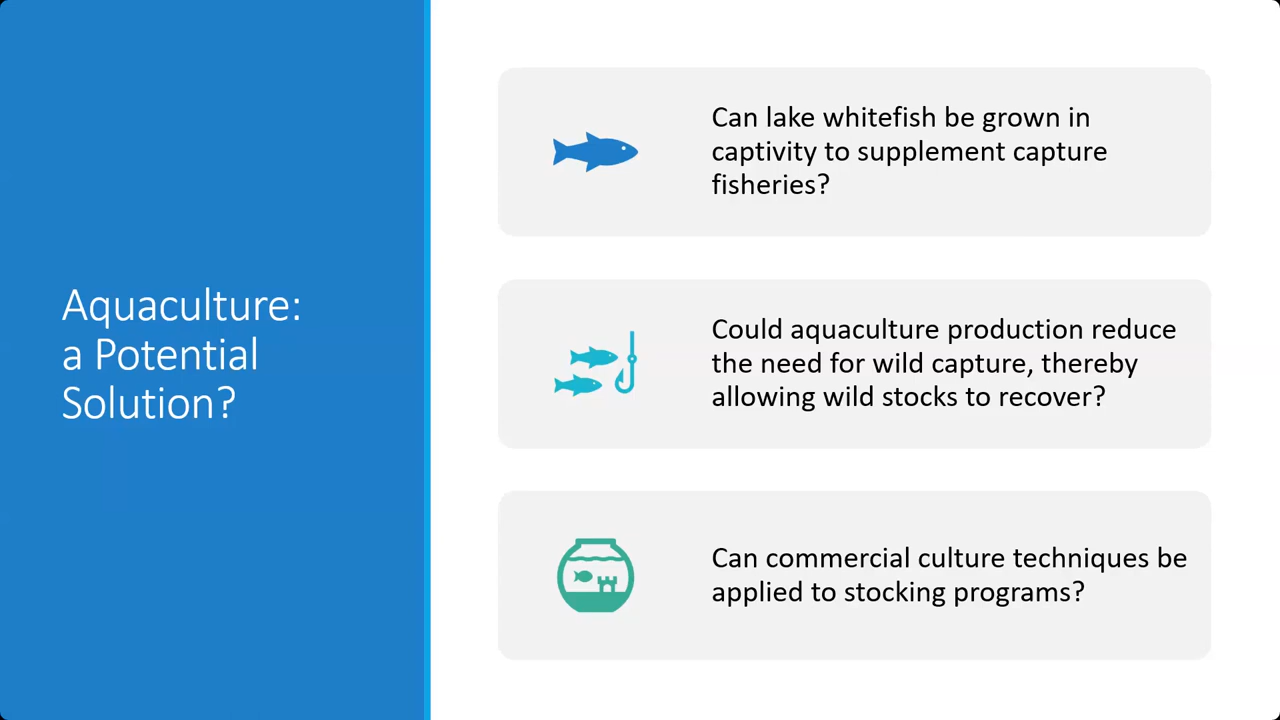 Aquaculture:
a Potential
Solution?
Can lake whitefish be grown in
captivity to supplement capture
fisheries?
Could aquaculture production reduce
the need for wild capture, thereby
allowing wild stocks to recover?
Can commercial culture techniques be
applied to stocking programs?